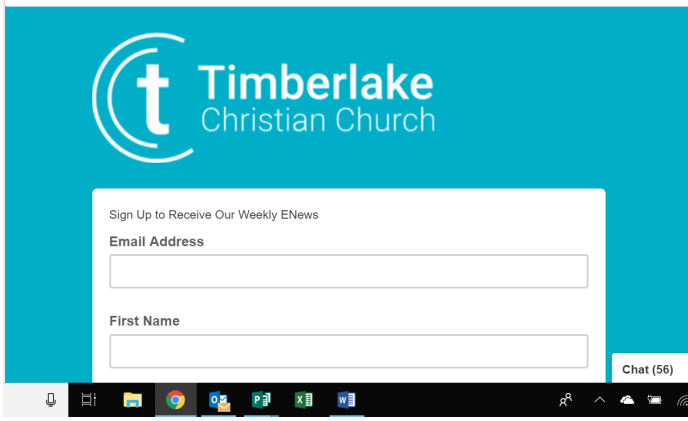 t
Timberlake
Christian Church
Sign Up to Receive Our Weekly ENews
Email Address
First Name
Chat (56)